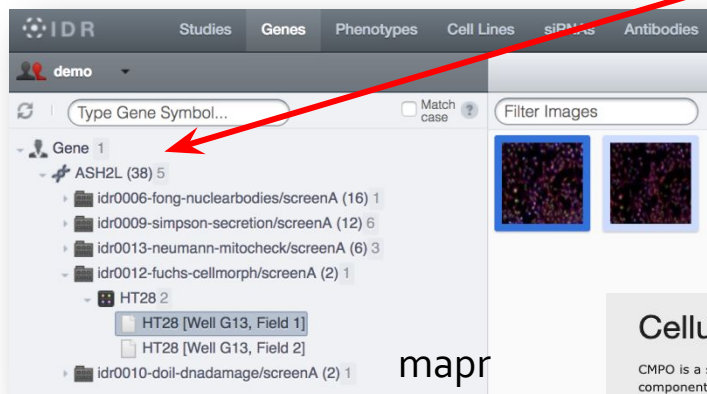 IDR Studies Genes Phenotypes Cell Lines siRNAs Antibodies
demo
Type Gene Symbol... Match case ? Filter Images
Gene 1
ASH2L (38) 5
idr0006-fong-nuclearbodies/screenA (16) 1
idr0009-simpson-secretion/screenA (12) 6
idr0013-neumann-mitocheck/screenA (6) 3
idr0012-fuchs-cellmorph/screenA (2) 1
HT28 2
HT28 [Well G13, Field 1]
HT28 [Well G13, Field 2]
idr0010-doil-dnadamage/screenA (2) 1
mapr
Cellu
CMPO is a
component